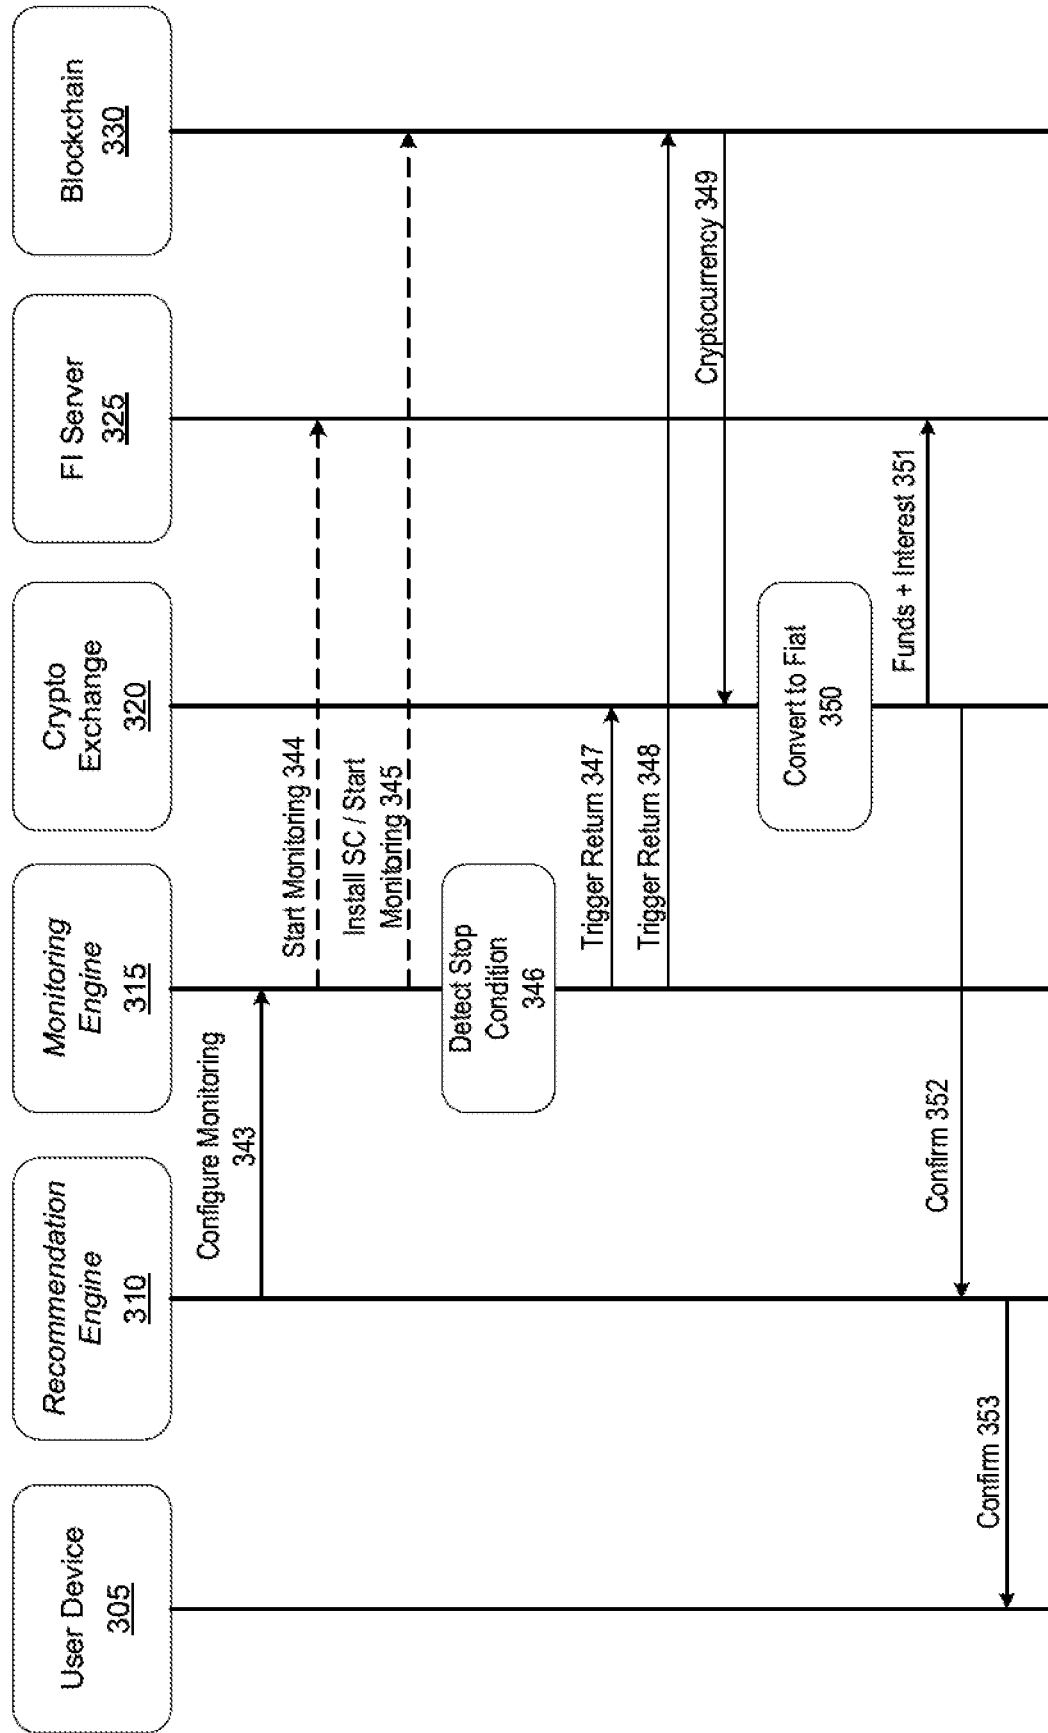 User Device
305
Recommendation
Engine
310
Monitoring
Engine
315
Crypto
Exchange
320
FI Server
325
Blockchain
330
Configure Monitoring
343
Start Monitoring 344
Install SC / Start
Monitoring 345
Detect Stop
Condition
346
Trigger Return 347
Trigger Return 348
Cryptocurrency 349
Convert to Fiat
350
Funds + Interest 351
Confirm 352
Confirm 353